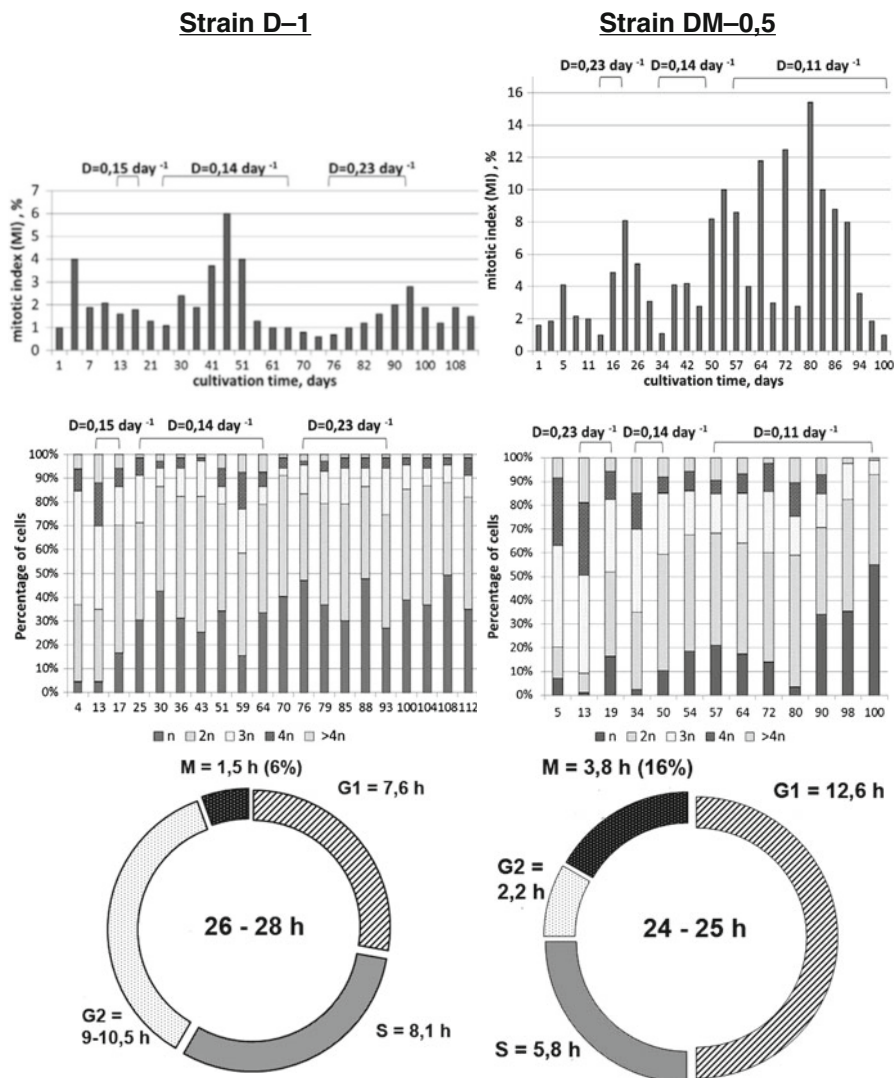 Strain D–1
D=0,15 day -1 D=0,14 day -1 D=0,23 day -1
mitotic index (MI) , %
7
6
5
4
3
2
1
0
1 7 13 21 30 41 51 61 70 76 90 100 108
cultivation time, days
D=0,15 day -1 D=0,14 day -1 D=0,23 day -1
Percentage of cells
100%
90%
80%
70%
60%
50%
40%
30%
20%
10%
0%
4 13 17 25 30 36 43 51 59 64 70 76 79 85 88 93 100 104 108 112
n 2n 3n 4n >4n
M = 1,5 h (6%)
G1 = 7,6 h
26 - 28 h
G2 =
9-10,5h
S = 8,1 h
Strain DM–0,5
D=0,23 day -1 D=0,14 day -1 D=0,11 day -1
mitotic index (MI), %
16
14
12
10
8
6
4
2
0
1 5 11 16 26 34 42 50 57 64 72 80 86 94 100
cultivation time, days
D=0,23 day -1 D=0,14 day -1 D=0,11 day -1
Percentage of cells
100%
90%
80%
70%
60%
50%
40%
30%
20%
10%
0%
5 13 19 34 50 54 57 64 72 80 90 98 100
n 2n 3n 4n >4n
M = 3,8 h (16%)
G1 = 12,6 h
G2 =
2,2 h
24 - 25 h
S = 5,8 h